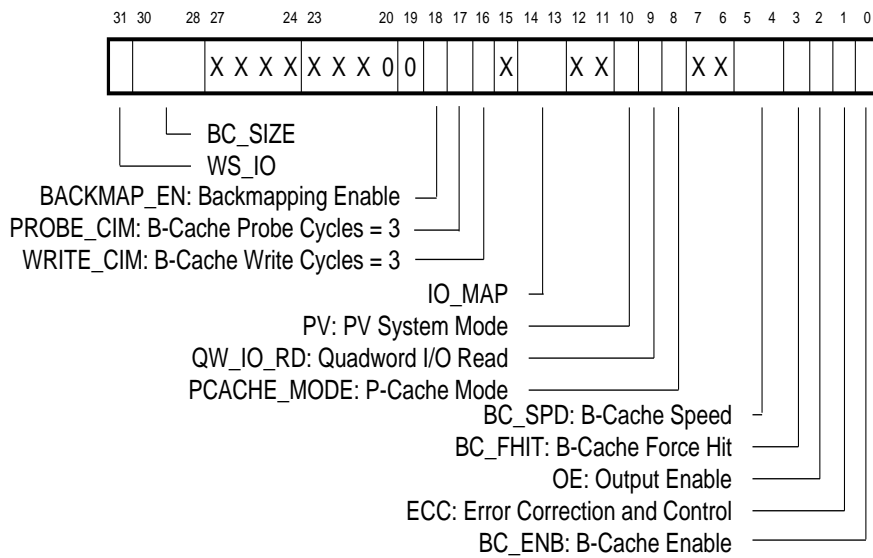 31 30 28 27 24 23 20 19 18 17 16 15 14 13 12 11 10 9 8 7 6 5 4 3 2 1 0
X X X X X X X 0 0 X X X X X
BC_SIZE
WS_IO
BACKMAP_EN: Backmapping Enable
PROBE_CIM: B-Cache Probe Cycles = 3
WRITE_CIM: B-Cache Write Cycles = 3
IO_MAP
PV: PV System Mode
QW_IO_RD: Quadword I/O Read
PCACHE_MODE: P-Cache Mode
BC_SPD: B-Cache Speed
BC_FHIT: B-Cache Force Hit
OE: Output Enable
ECC: Error Correction and Control
BC_ENB: B-Cache Enable